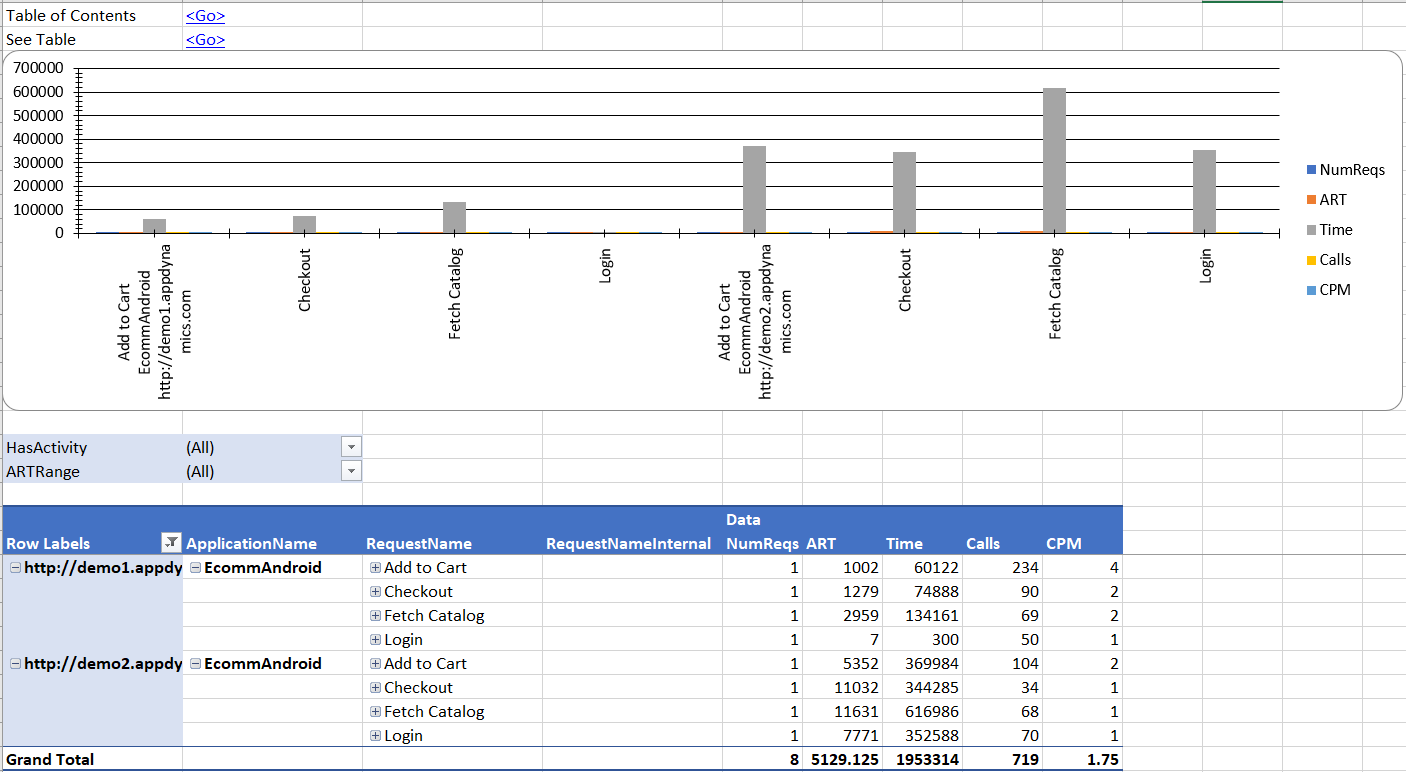 Table of Contents <Go>
See Table <Go>
700000
600000
500000
400000
300000
200000
100000
0
Add to Cart
EcommAndroid
http://demo1.appdyna
mics.com
Checkout
Fetch Catalog
Login
Add to Cart
EcommAndroid
http://demo2.appdyna
mics.com
Checkout
Fetch Catalog
Login
NumReqs
ART
Time
Calls
CPM
HasActivity (All)
ARTRange (All)
Data
Row Labels ApplicationName RequestName RequestNameInternal NumReqs ART Time Calls CPM
http://demo1.appdy EcommAndroid Add to Cart 1 1002 60122 234 4
Checkout 1 1279 74888 90 2
Fetch Catalog 1 2959 134161 69 2
Login 1 7 300 50 1
http://demo2.appdy EcommAndroid Add to Cart 1 5352 369984 104 2
Checkout 1 11032 344285 34 1
Fetch Catalog 1 11631 616986 68 1
Login 1 7771 352588 70 1
Grand Total 8 5129.125 1953314 719 1.75